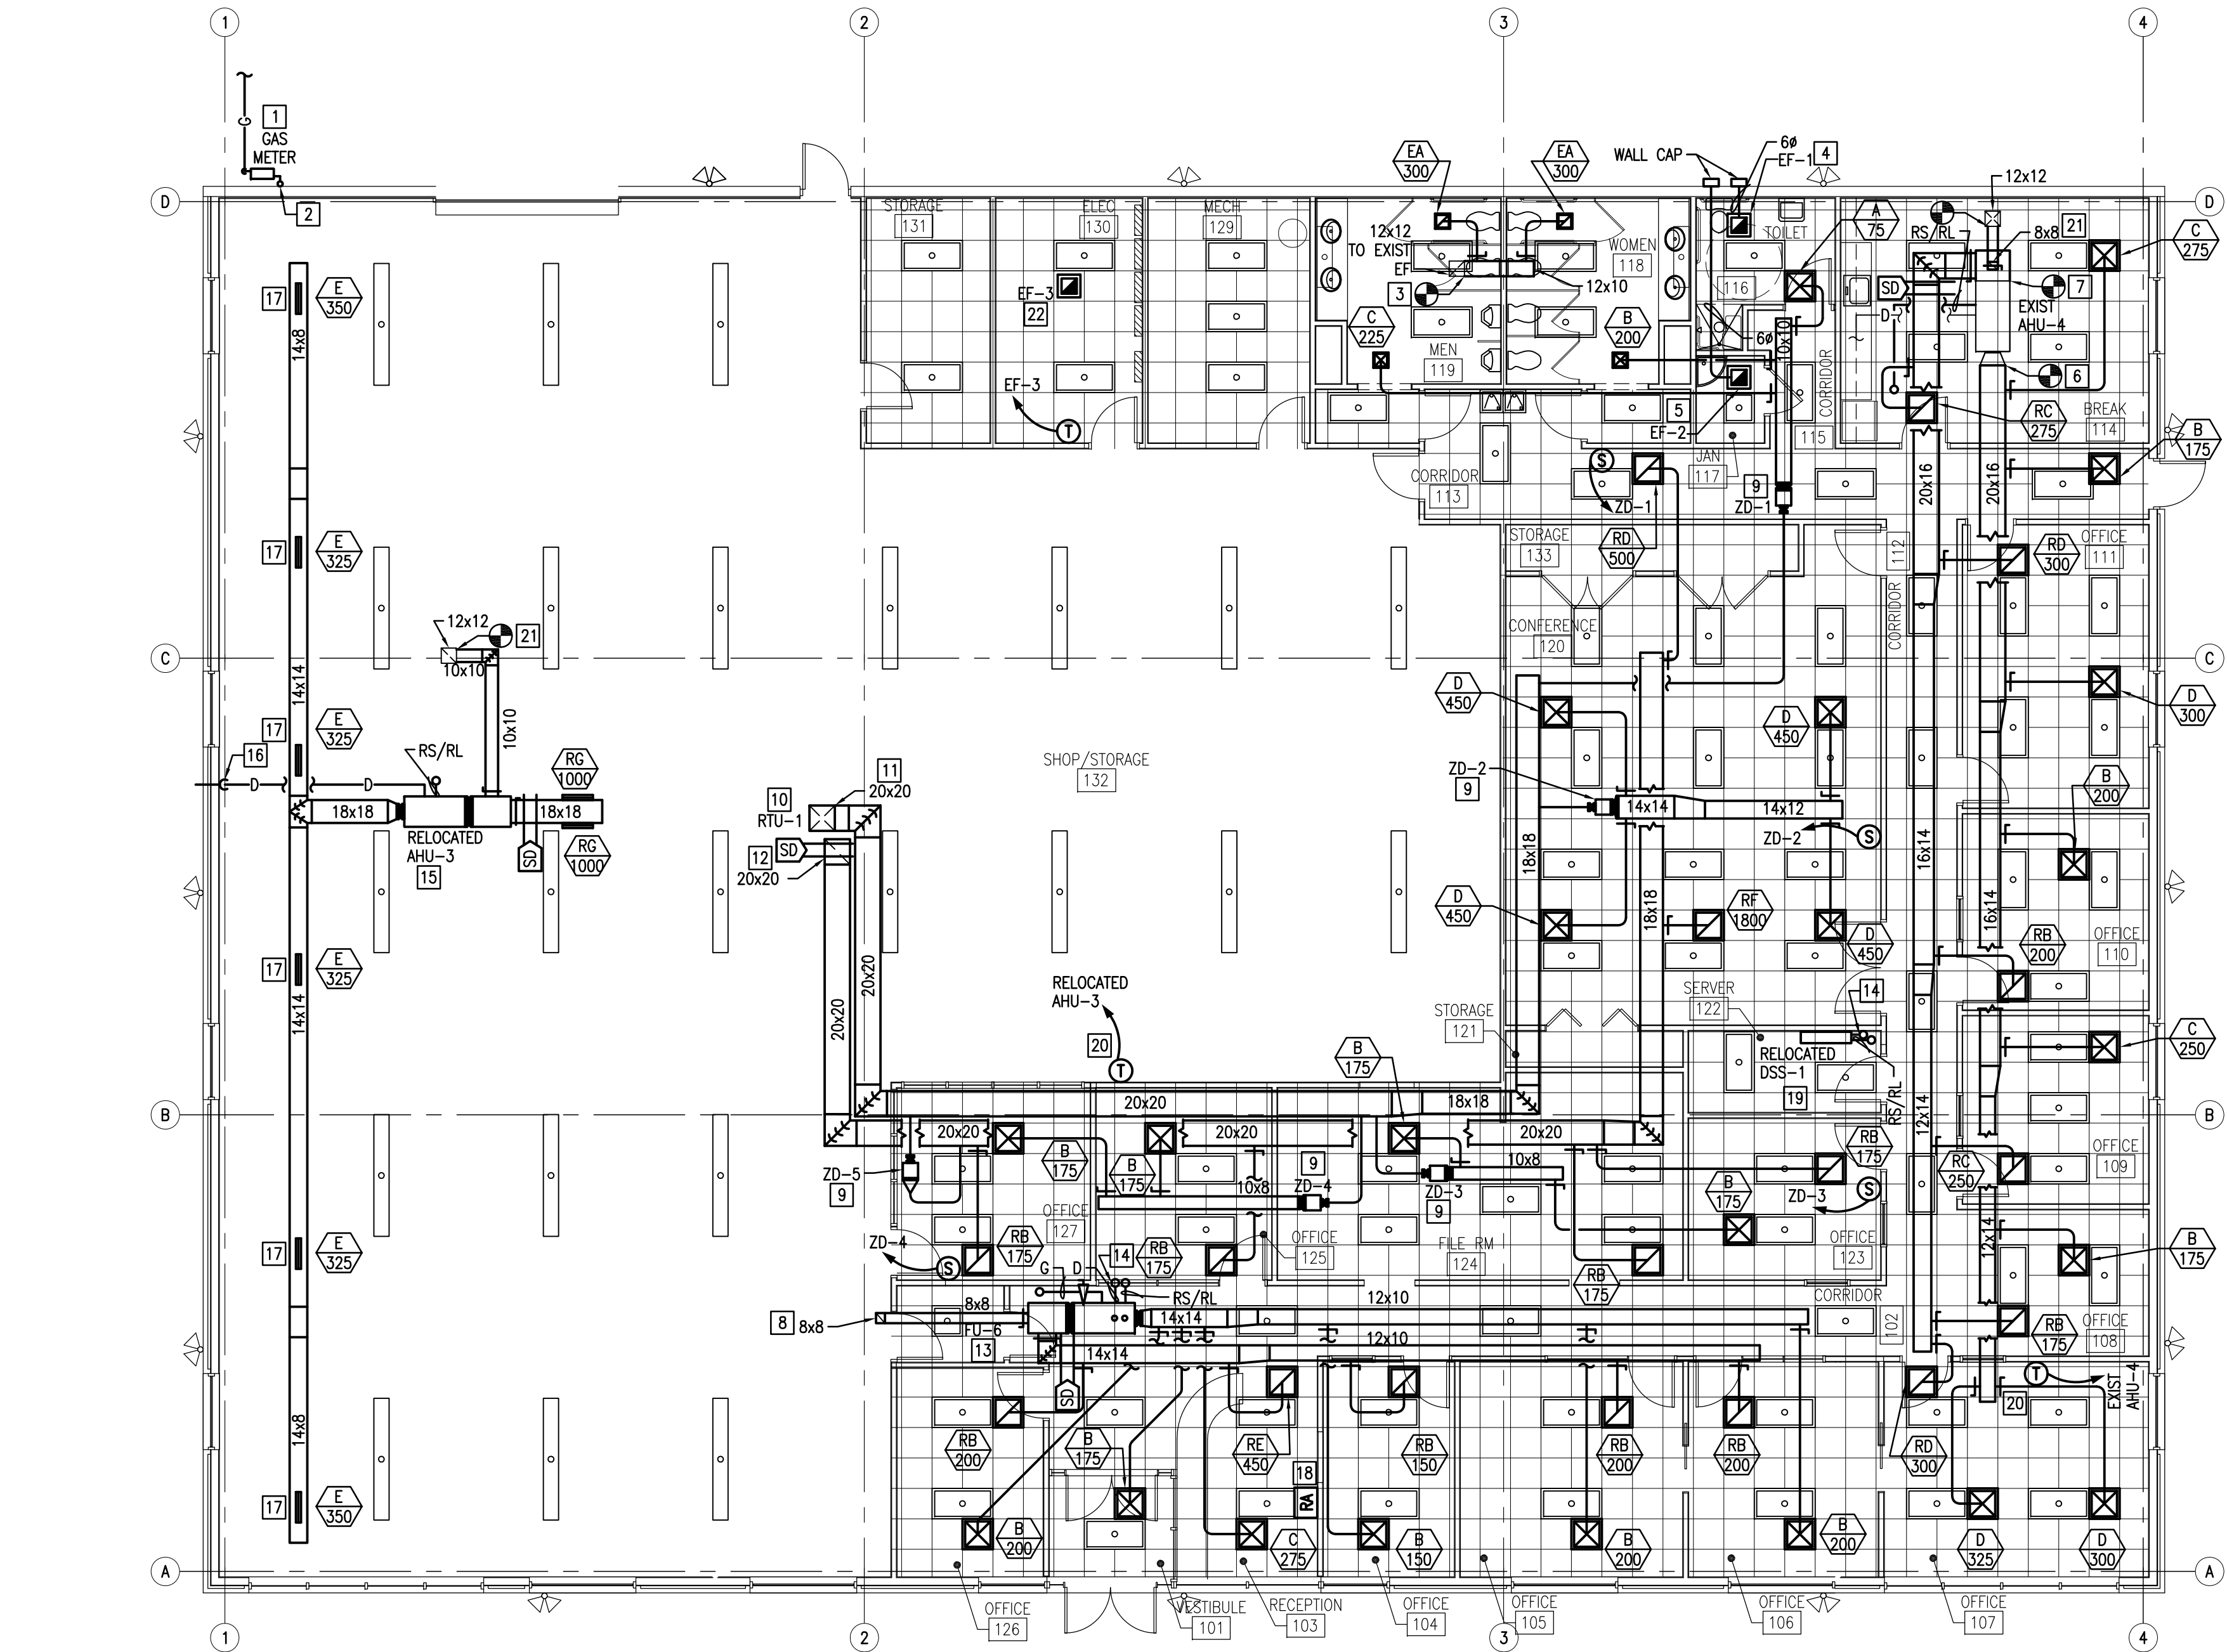 1
2
3
4
G
1
GAS
METER
2
D
D
EA
300
EA
300
WALL CAP
6ø
EF-1
4
12x12
A
75
C
275
STORAGE
131
ELEC
130
MECH
129
12x12
TO EXIST
EF
3
WOMEN
118
12x10
TOILET
116
RS/RL
8x8
21
SD
7
EXIST
AHU-4
D
6
17
E
350
14x8
EF-3
22
C
225
B
200
MEN
119
6ø
10x10
CORRIDOR
115
EF-3
T
5
EF-2
RC
275
BREAK
114
B
175
CORRIDOR
113
S
ZD-1
JAN
117
9
ZD-1
20x16
20x16
17
E
325
STORAGE
133
RD
500
112
RD
300
OFFICE
111
12x12
21
10x10
CONFERENCE
120
CORRIDOR
C
C
14x14
17
E
325
10x10
D
450
D
450
D
300
16
RS/RL
RG
1000
D
D
18x18
18x18
RELOCATED
AHU-3
15
SD
RG
1000
SHOP/STORAGE
132
11
10
20x20
RTU-1
12
SD
20x20
ZD-2
9
14x14
14x12
ZD-2
S
B
200
18x18
18x18
16x14
16x14
D
450
RF
1800
D
450
RB
200
OFFICE
110
17
E
325
14x14
20x20
20x20
RELOCATED
AHU-3
20
T
STORAGE
121
SERVER
122
14
RELOCATED
DSS-1
19
RS/RL
C
250
B
175
B
B
20x20
18x18
20x20
20x20
20x20
12x14
RB
175
RC
250
OFFICE
109
ZD-5
9
B
175
B
175
9
10x8
ZD-4
10x8
ZD-3
9
B
175
ZD-3
S
17
E
325
OFFICE
127
ZD-4
S
RB
175
14
RB
175
OFFICE
125
FILE RM
124
OFFICE
123
12x14
B
175
G
D
RS/RL
RB
175
CORRIDOR
102
8
8x8
8x8
FU-6
13
14x14
12x10
12x10
14x14
RB
175
OFFICE
108
T
20
EXIST
AHU-4
SD
14x8
RB
200
B
175
RE
450
18
RA
RB
150
RB
200
RB
200
RD
300
17
E
350
B
200
C
275
B
150
B
200
B
200
D
325
D
300
A
A
OFFICE
126
VESTIBULE
101
RECEPTION
103
OFFICE
104
OFFICE
105
OFFICE
106
OFFICE
107
1
2
3
4